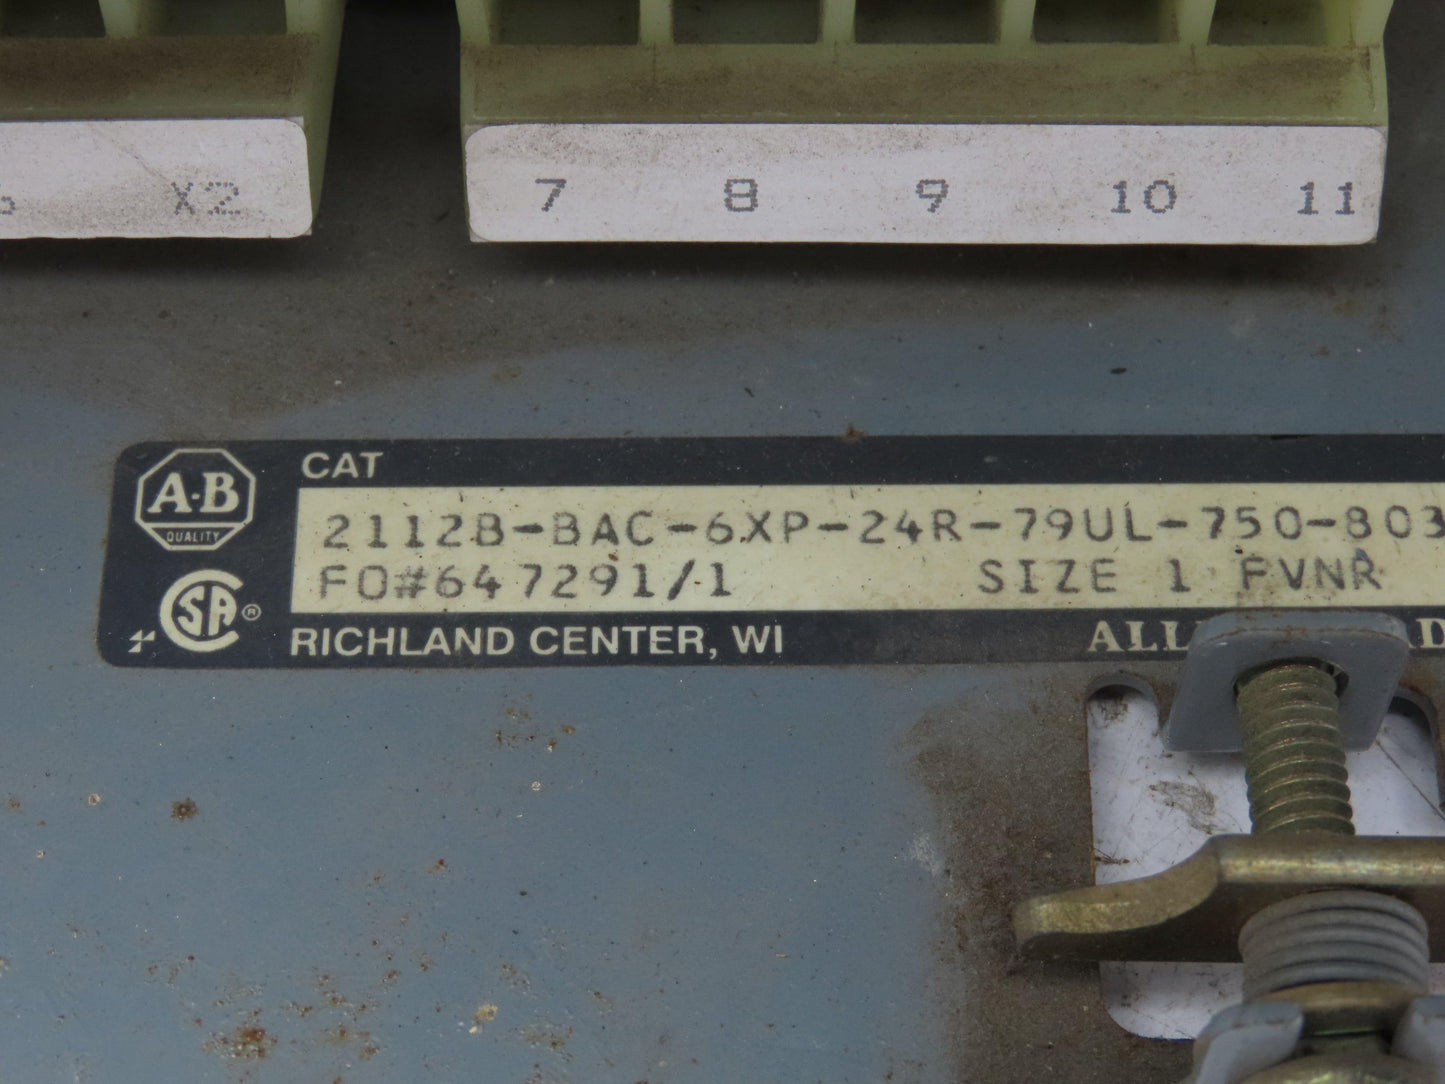 X2
7 8 9 10 11
A-B
QUALITY
CAT
2112B-BAC-6XP-24R-79UL-750-803
FO#647291/1 SIZE 1 FVNR
SA ®
RICHLAND CENTER, WI